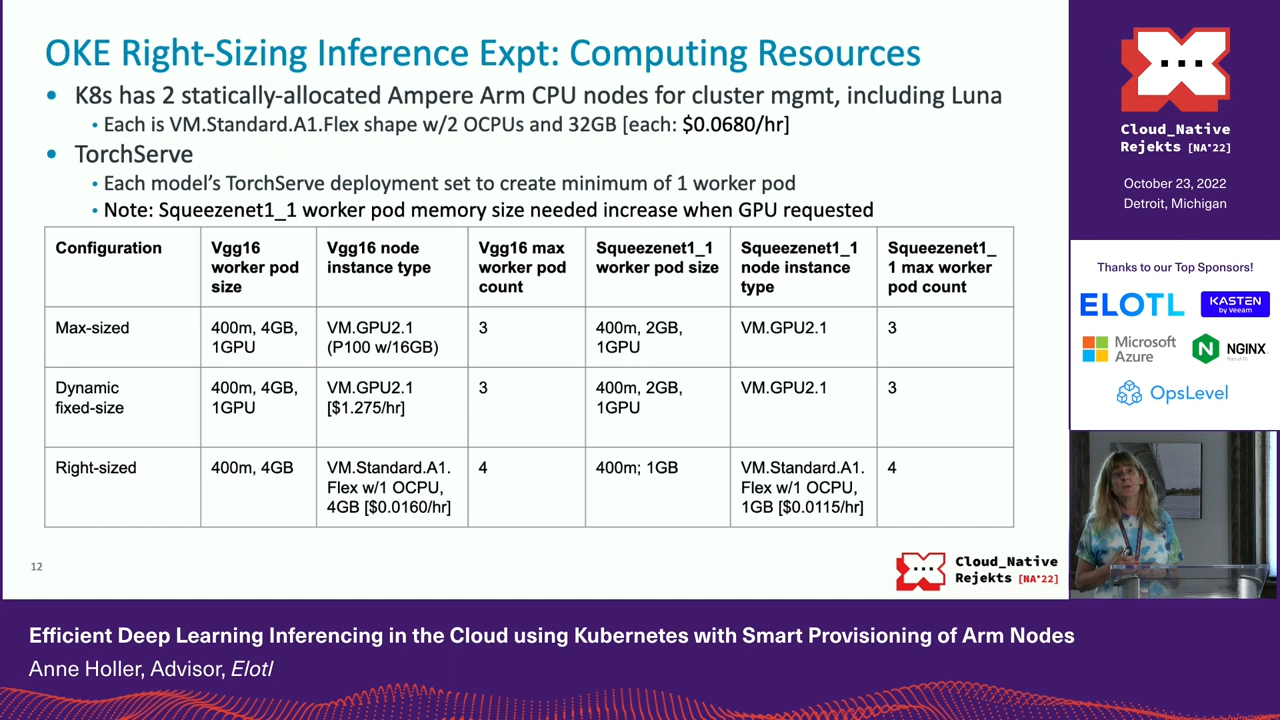 OKE Right-Sizing Inference Expt: Computing Resources
• K8s has 2 statically-allocated Ampere Arm CPU nodes for cluster mgmt, including Luna
• Each is VM.Standard.A1.Flex shape w/2 OCPUs and 32GB [each: $0.0680/hr]
• TorchServe
• Each model's TorchServe deployment set to create minimum of 1 worker pod
• Note: Squeezenet1_1 worker pod memory size needed increase when GPU requested
Configuration
Vgg16
worker pod
size
Vgg16 node
instance type
Vgg16 max
worker pod
count
Squeezenet1_1
worker pod size
Squeezenet1_1
node instance
type
Squeezenet1_
1 max worker
pod count
Max-sized
400m, 4GB,
1GPU
VM.GPU2.1
(P100 w/16GB)
3
400m, 2GB,
1GPU
VM.GPU2.1
3
Dynamic
fixed-size
400m, 4GB,
1GPU
VM.GPU2.1
[$1.275/hr]
3
400m, 2GB,
1GPU
VM.GPU2.1
3
Right-sized
400m, 4GB
VM.Standard.A1.
Flex w/1 OCPU,
4GB [$0.0160/hr]
4
400m; 1GB
VM.Standard.A1.
Flex w/1 OCPU,
1GB [$0.0115/hr]
4
12
Cloud_Native
Rejekts [NA'22]
Cloud_Native
Rejekts [NA'22]
October 23, 2022
Detroit, Michigan
Thanks to our Top Sponsors!
ELOTL
KASTEN
by Veeam
Microsoft
Azure
N
NGINX
OpsLevel
Efficient Deep Learning Inferencing in the Cloud using Kubernetes with Smart Provisioning of Arm Nodes
Anne Holler, Advisor, Elotl